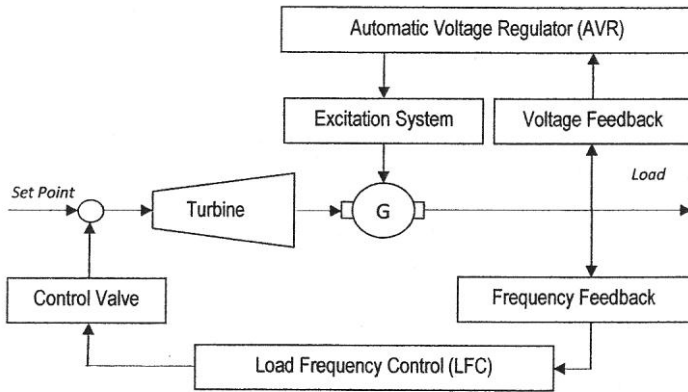 Automatic Voltage Regulator (AVR)
Excitation System
Voltage Feedback
Set Point
Load
Turbine
G
Control Valve
Frequency Feedback
Load Frequency Control (LFC)